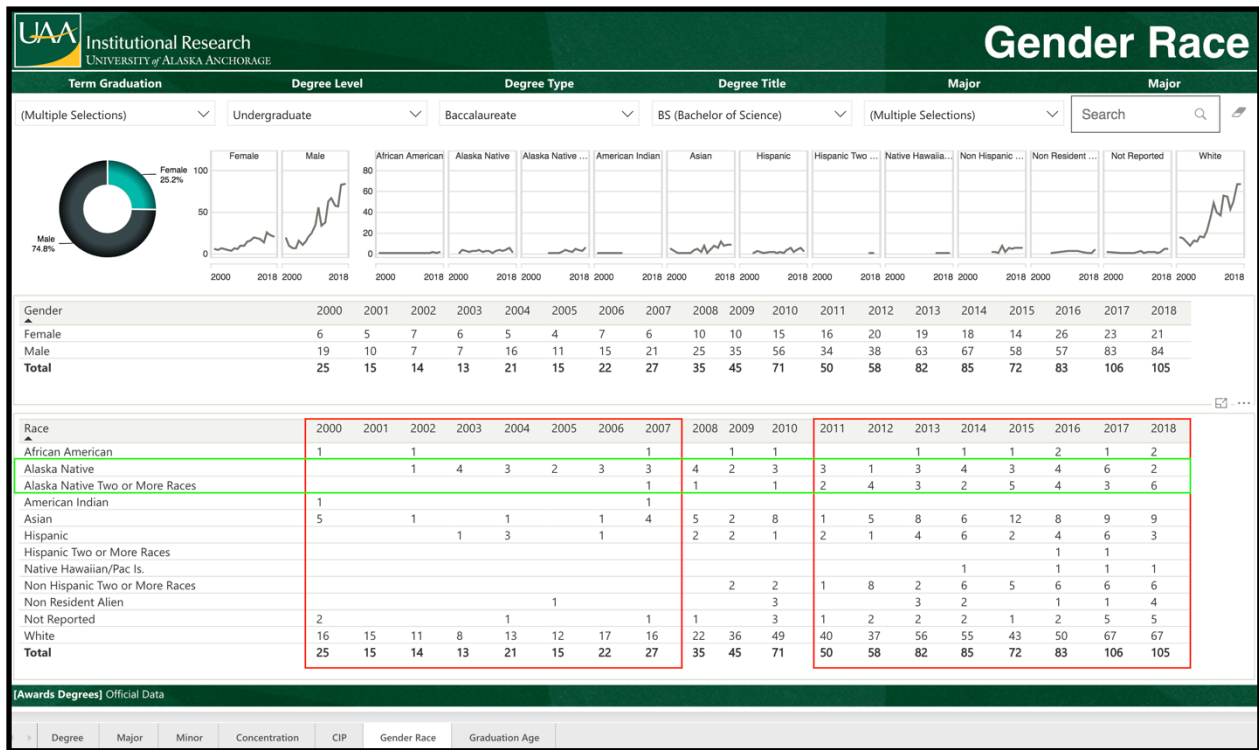 UAA Institutional Research
UNIVERSITY of ALASKA ANCHORAGE
Gender Race
Term Graduation Degree Level Degree Type Degree Title Major Major
(Multiple Selections) Undergraduate Baccalaureate BS (Bachelor of Science) (Multiple Selections) Search
Female
25.2%
Male
74.8%
Female Male
100
50
0
2000 2018 2000 2018
African American Alaska Native Alaska Native ... American Indian Asian Hispanic Hispanic Two ... Native Hawaiia... Non Hispanic ... Non Resident ... Not Reported White
80
60
40
20
0
2000 2018 2000 2018 2000 2018 2000 2018 2000 2018 2000 2018 2000 2018 2000 2018 2000 2018 2000 2018 2000 2018 2000 2018
Gender 2000 2001 2002 2003 2004 2005 2006 2007 2008 2009 2010 2011 2012 2013 2014 2015 2016 2017 2018
Female 6 5 7 6 5 4 7 6 10 10 15 16 20 19 18 14 26 23 21
Male 19 10 7 7 16 11 15 21 25 35 56 34 38 63 67 58 57 83 84
Total 25 15 14 13 21 15 22 27 35 45 71 50 58 82 85 72 83 106 105
Race 2000 2001 2002 2003 2004 2005 2006 2007 2008 2009 2010 2011 2012 2013 2014 2015 2016 2017 2018
African American 1 1 1 1 1 1 1 1 2 1 2
Alaska Native 1 4 3 2 3 3 4 2 3 3 1 3 4 3 4 6 2
Alaska Native Two or More Races 1 1 1 2 4 3 2 5 4 3 6
American Indian 1 1
Asian 5 1 1 1 4 5 2 8 1 5 8 6 12 8 9 9
Hispanic 1 3 1 2 2 1 2 1 4 6 2 4 6 3
Hispanic Two or More Races 1 1
Native Hawaiian/Pac Is. 1 1 1 1
Non Hispanic Two or More Races 2 2 1 8 2 6 5 6 6 6
Non Resident Alien 1 3 3 2 1 1 4
Not Reported 2 1 1 1 3 1 2 2 2 1 2 5 5
White 16 15 11 8 13 12 17 16 22 36 49 40 37 56 55 43 50 67 67
Total 25 15 14 13 21 15 22 27 35 45 71 50 58 82 85 72 83 106 105
[Awards Degrees] Official Data
Degree Major Minor Concentration CIP Gender Race Graduation Age